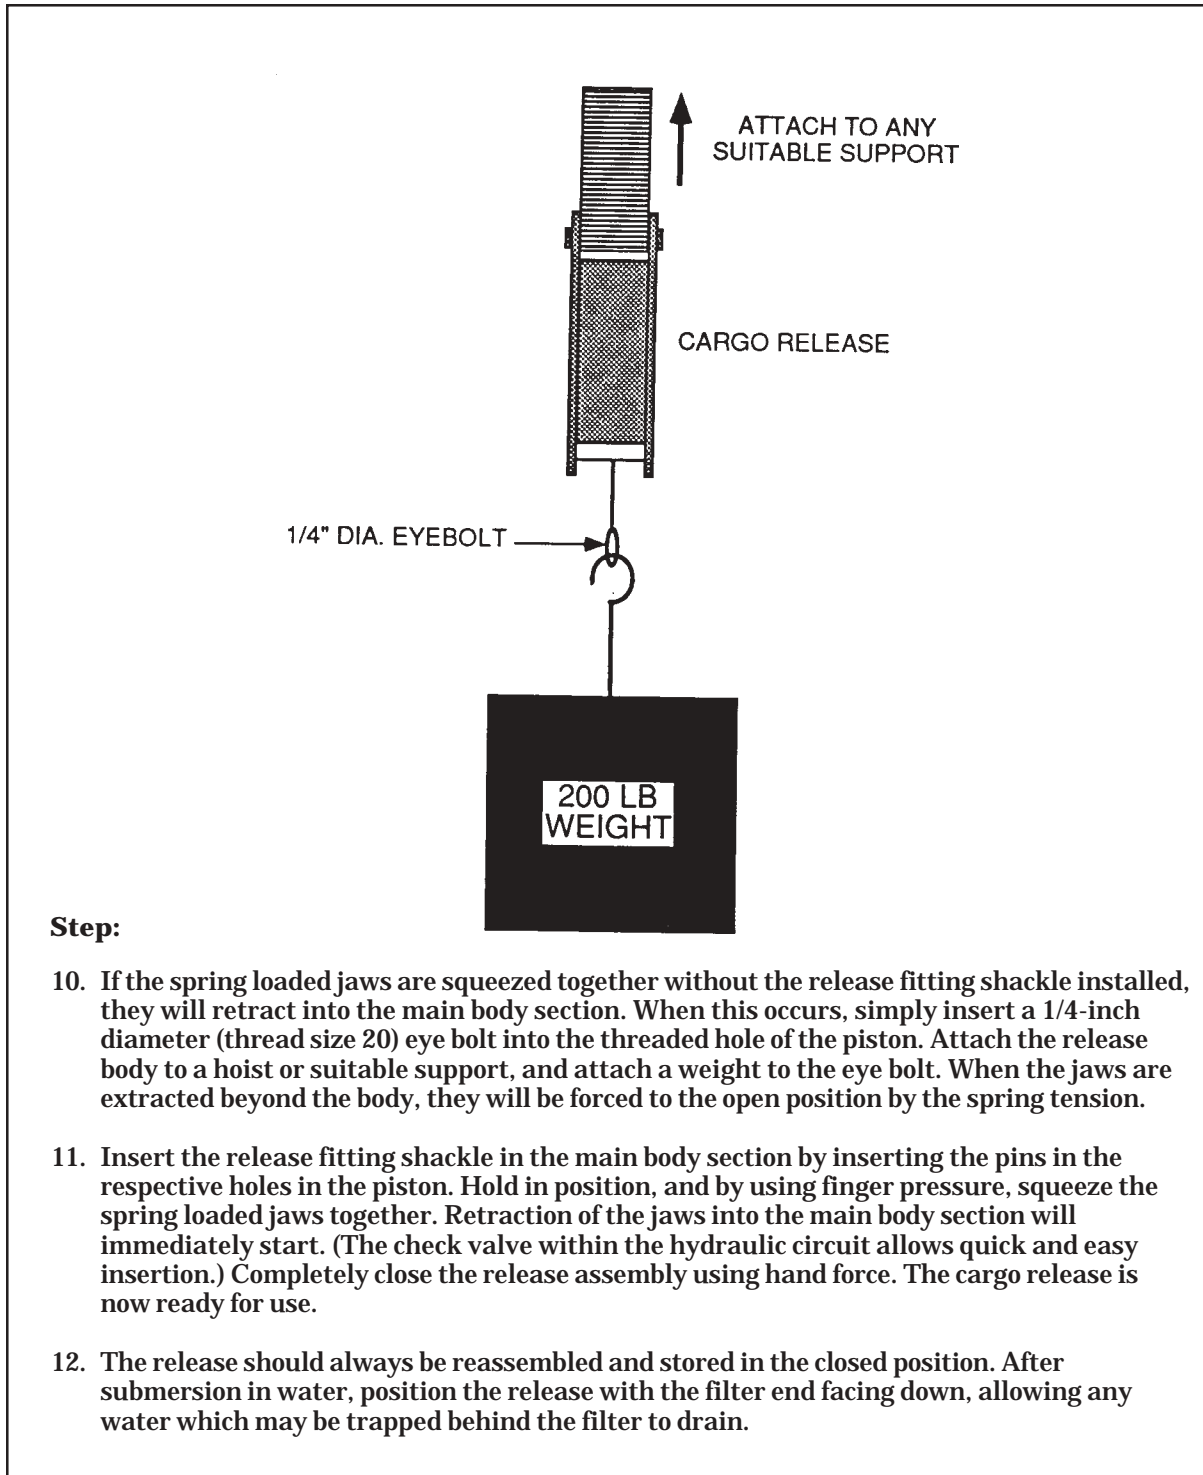 ATTACH TO ANY
SUITABLE SUPPORT
CARGO RELEASE
1/4" DIA. EYEBOLT
200 LB
WEIGHT
Step:
10. If the spring loaded jaws are squeezed together without the release fitting shackle installed,
they will retract into the main body section. When this occurs, simply insert a 1/4-inch
diameter (thread size 20) eye bolt into the threaded hole of the piston. Attach the release
body to a hoist or suitable support, and attach a weight to the eye bolt. When the jaws are
extracted beyond the body, they will be forced to the open position by the spring tension.
11. Insert the release fitting shackle in the main body section by inserting the pins in the
respective holes in the piston. Hold in position, and by using finger pressure, squeeze the
spring loaded jaws together. Retraction of the jaws into the main body section will
immediately start. (The check valve within the hydraulic circuit allows quick and easy
insertion.) Completely close the release assembly using hand force. The cargo release is
now ready for use.
12. The release should always be reassembled and stored in the closed position. After
submersion in water, position the release with the filter end facing down, allowing any
water which may be trapped behind the filter to drain.